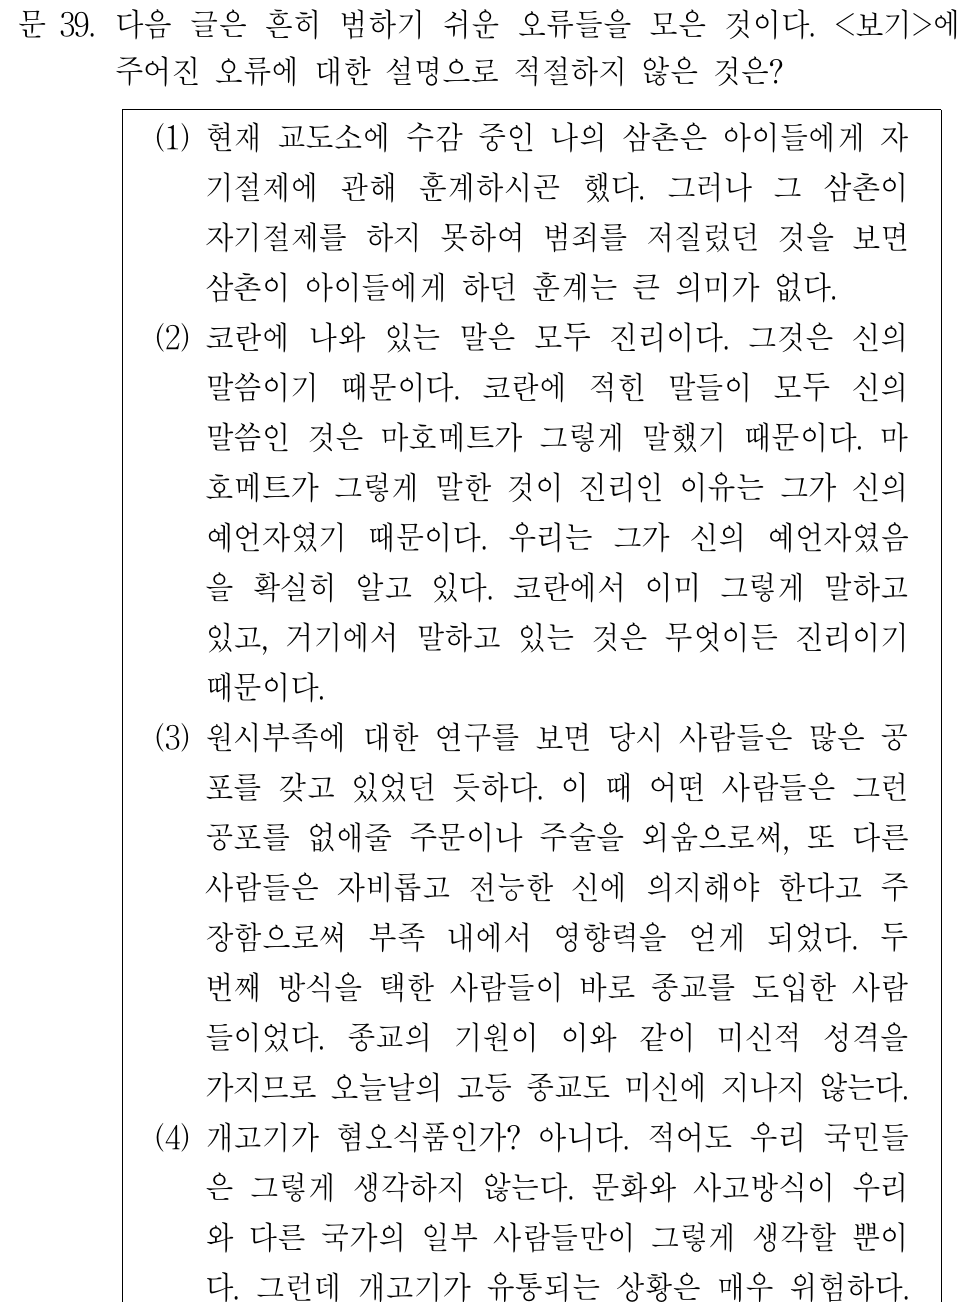 문 39. 다음 글은 흔히 범하기 쉬운 오류들을 모은 것이다. <보기>에
주어진 오류에 대한 설명으로 적절하지 않은 것은?
(1) 현재 교도소에 수감 중인 나의 삼촌은 아이들에게 자
기절제에 관해 훈계하시곤 했다. 그러나 그 삼촌이
자기절제를 하지 못하여 범죄를 저질렀던 것을 보면
삼촌이 아이들에게 하던 훈계는 큰 의미가 없다.
(2) 코란에 나와 있는 말은 모두 진리이다. 그것은 신의
말씀이기 때문이다. 코란에 적힌 말들이 모두 신의
말씀인 것은 마호메트가 그렇게 말했기 때문이다. 마
호메트가 그렇게 말한 것이 진리인 이유는 그가 신의
예언자였기 때문이다. 우리는 그가 신의 예언자였음
을 확실히 알고 있다. 코란에서 이미 그렇게 말하고
있고, 거기에서 말하고 있는 것은 무엇이든 진리이기
때문이다.
(3) 원시부족에 대한 연구를 보면 당시 사람들은 많은 공
포를 갖고 있었던 듯하다. 이 때 어떤 사람들은 그런
공포를 없애줄 주문이나 주술을 외움으로써, 또 다른
사람들은 자비롭고 전능한 신에 의지해야 한다고 주
장함으로써 부족 내에서 영향력을 얻게 되었다. 두
번째 방식을 택한 사람들이 바로 종교를 도입한 사람
들이었다. 종교의 기원이 이와 같이 미신적 성격을
가지므로 오늘날의 고등 종교도 미신에 지나지 않는다.
(4) 개고기가 혐오식품인가? 아니다. 적어도 우리 국민들
은 그렇게 생각하지 않는다. 문화와 사고방식이 우리
와 다른 국가의 일부 사람들만이 그렇게 생각할 뿐이
다. 그런데 개고기가 유통되는 상황은 매우 위험하다.